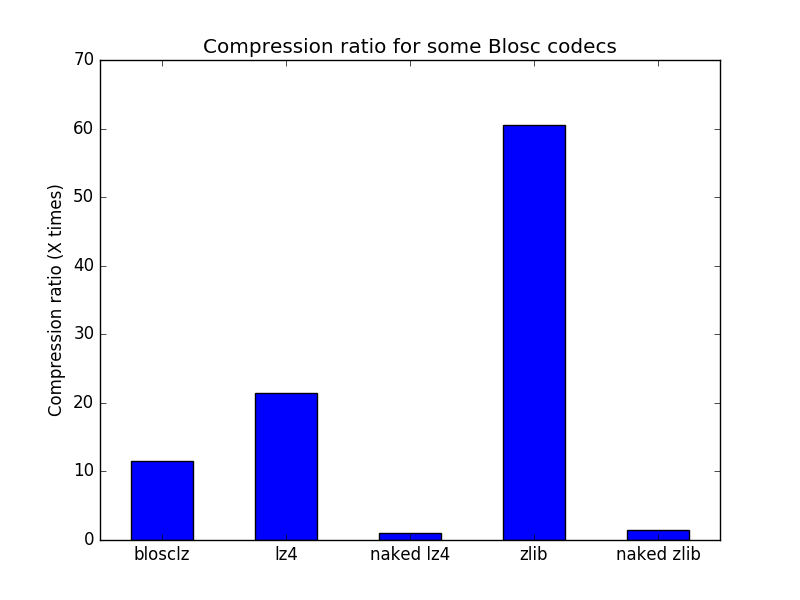 Compression ratio for some Blosc codecs
70
60
50
40
30
20
10
0
Compression ratio (X times)
blosclz lz4 naked lz4 zlib naked zlib